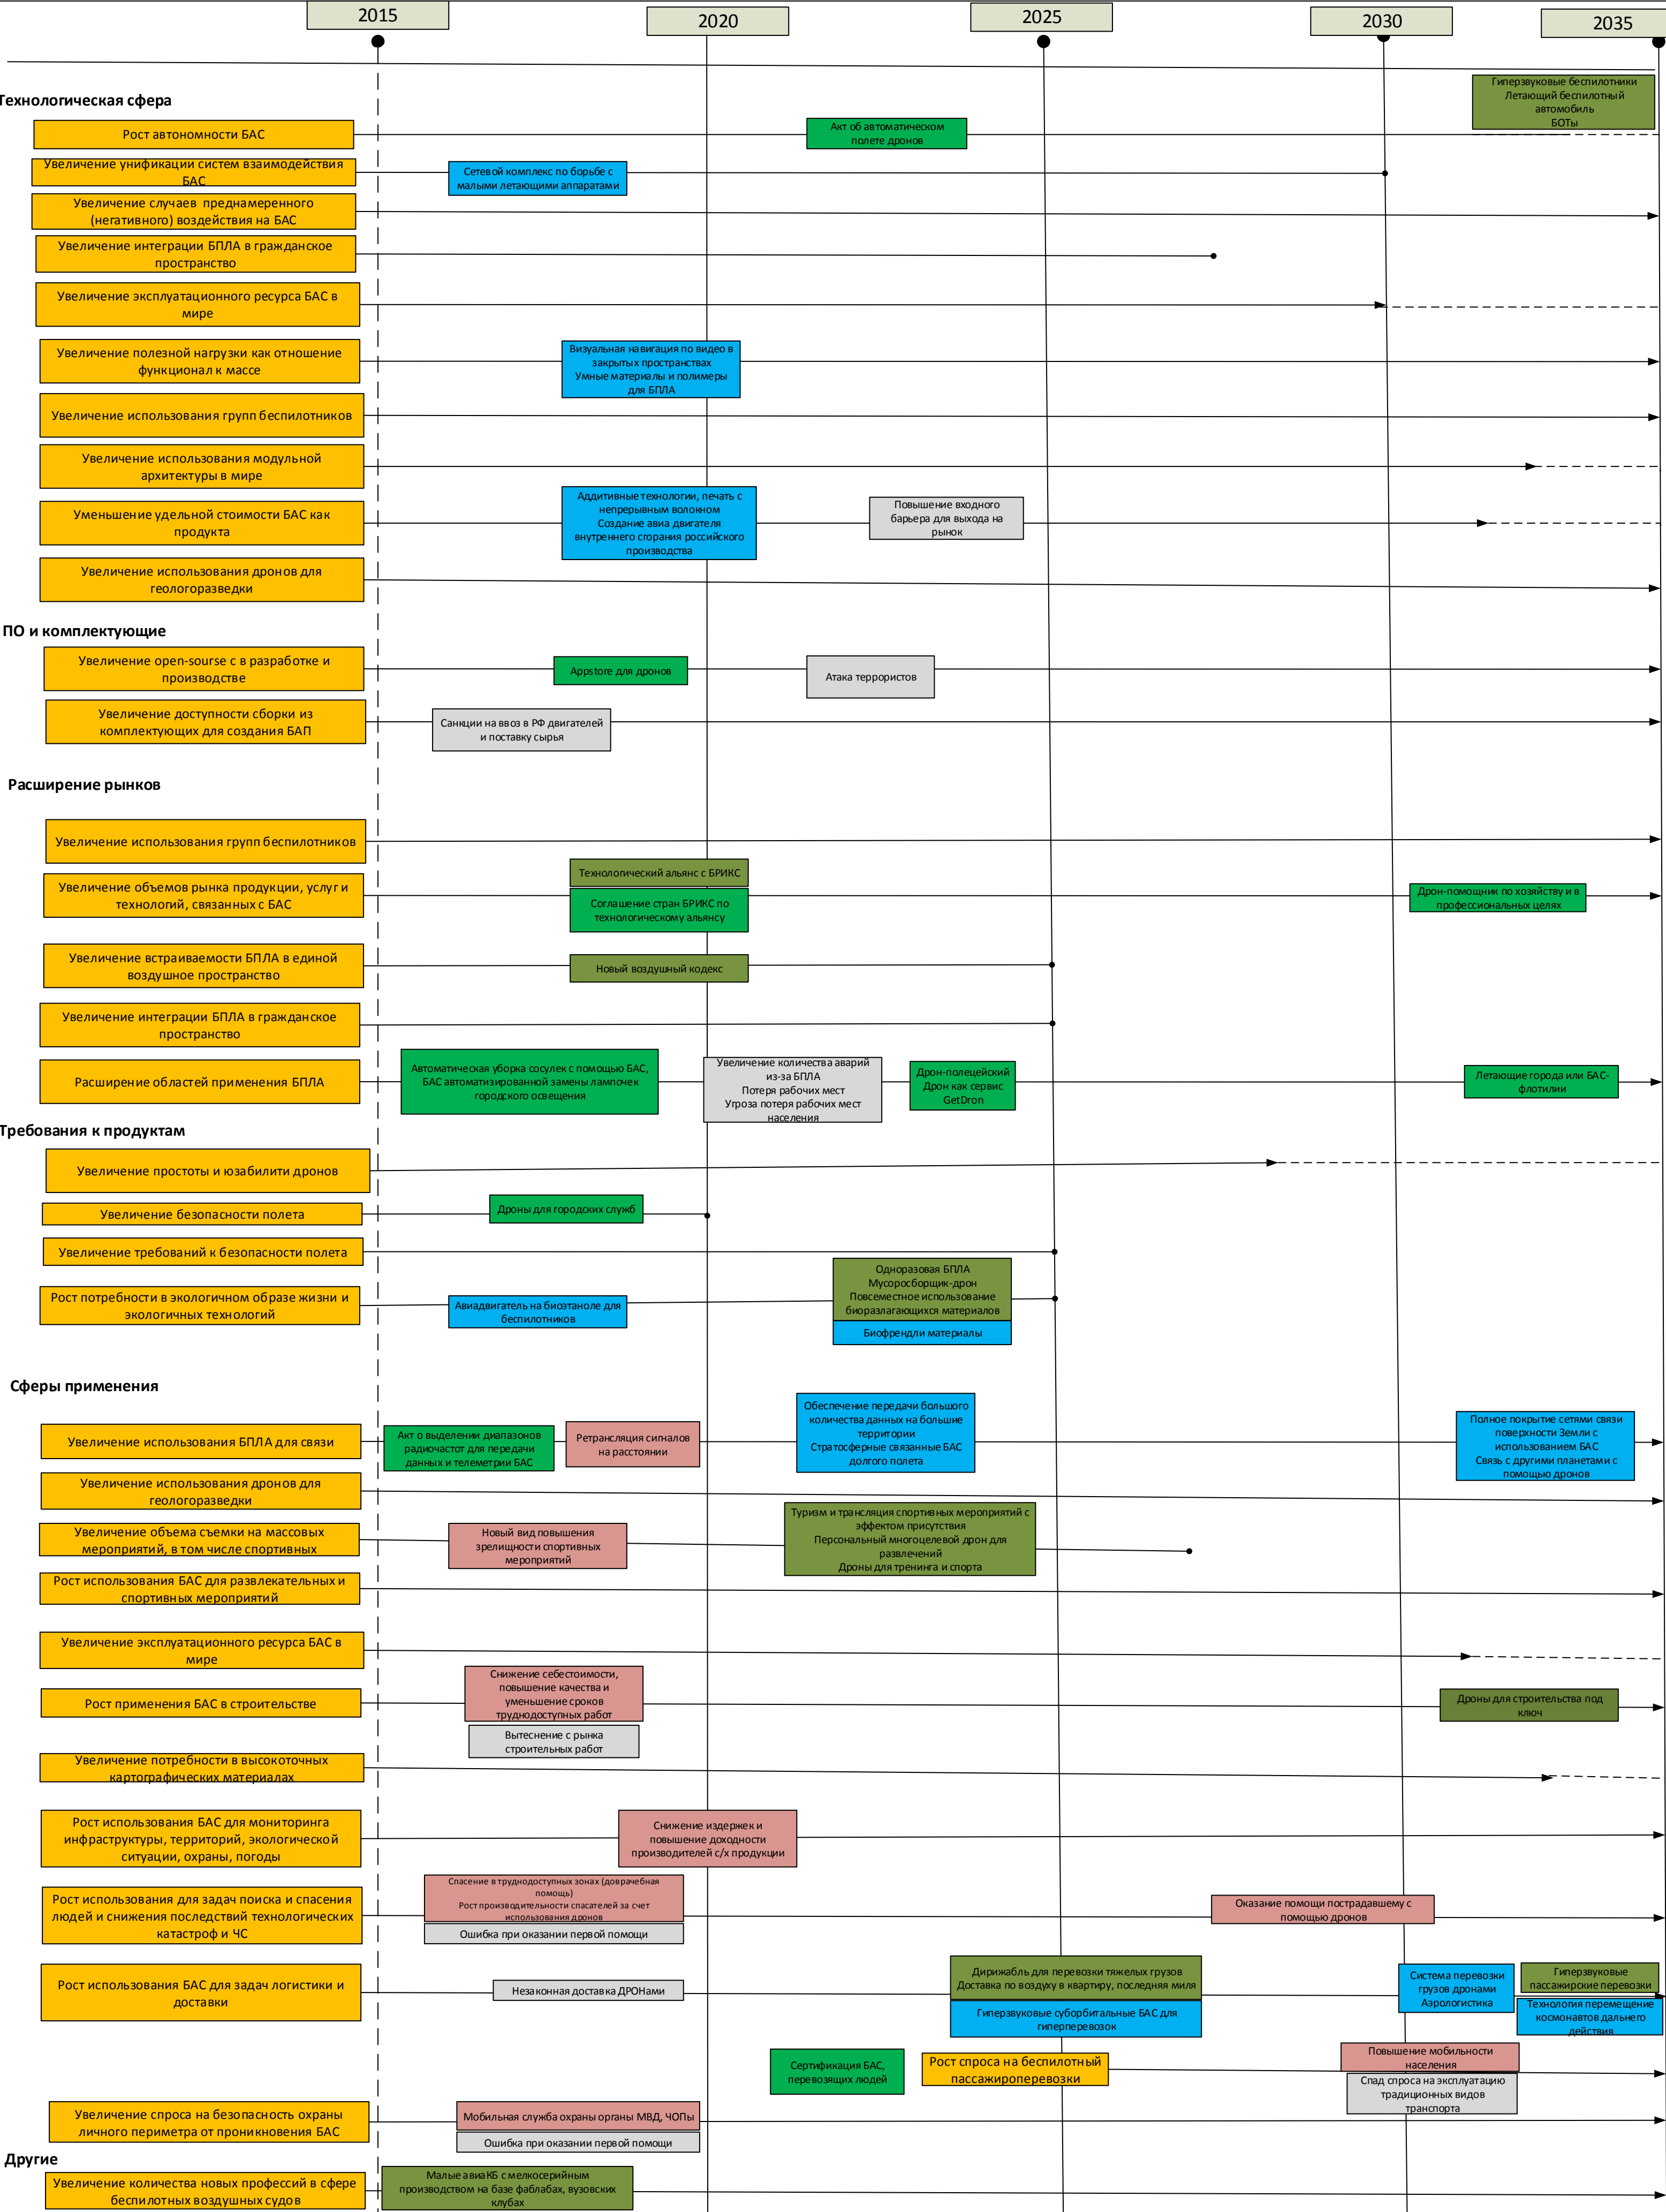 2015
2020
2025
2030
2035
Гиперзвуковые беспилотники
Летающий беспилотный
автомобиль
БОТы
Технологическая сфера
Рост автономности БАС
Акт об автоматическом
полете дронов
Увеличение унификации систем взаимодействия
БАС
Сетевой комплекс по борьбе с
малыми летающими аппаратами
Увеличение случаев преднамеренного
(негативного) воздействия на БАС
Увеличение интеграции БПЛА в гражданское
пространство
Увеличение эксплуатационного ресурса БАС в
мире
Увеличение полезной нагрузки как отношение
функционал к массе
Визуальная навигация по видео в
закрытых пространствах
Умные материалы и полимеры
для БПЛА
Увеличение использования групп беспилотников
Увеличение использования модульной
архитектуры в мире
Уменьшение удельной стоимости БАС как
продукта
Аддитивные технологии, печать с
непрерывным волокном
Создание авиа двигателя
внутреннего сгорания российского
производства
Повышение входного
барьера для выхода на
рынок
Увеличение использования дронов для
геологоразведки
ПО и комплектующие
Увеличение open-sourse с в разработке и
производстве
Appstore для дронов
Атака террористов
Увеличение доступности сборки из
комплектующих для создания БАП
Санкции на ввоз в РФ двигателей
и поставку сырья
Расширение рынков
Увеличение использования групп беспилотников
Увеличение объемов рынка продукции, услуг и
технологий, связанных с БАС
Технологический альянс с БРИКС
Соглашение стран БРИКС по
технологическому альянсу
Дрон-помощник по хозяйству и в
профессиональных целях
Увеличение встраиваемости БПЛА в единой
воздушное пространство
Новый воздушный кодекс
Увеличение интеграции БПЛА в гражданское
пространство
Расширение областей применения БПЛА
Автоматическая уборка сосулек с помощью БАС,
БАС автоматизированной замены лампочек
городского освещения
Увеличение количества аварий
из-за БПЛА
Потеря рабочих мест
Угроза потеря рабочих мест
населения
Дрон-полецейский
Дрон как сервис
GetDron
Летающие города или БАС-
флотилии
Требования к продуктам
Увеличение простоты и юзабилити дронов
Увеличение безопасности полета
Дроны для городских служб
Увеличение требований к безопасности полета
Рост потребности в экологичном образе жизни и
экологичных технологий
Авиадвигатель на биоэтаноле для
беспилотников
Одноразовая БПЛА
Мусоросборщик-дрон
Повсеместное использование
биоразлагающихся материалов
Биофрендли материалы
Сферы применения
Увеличение использования БПЛА для связи
Акт о выделении диапазонов
радиочастот для передачи
данных и телеметрии БАС
Ретрансляция сигналов
на расстоянии
Обеспечение передачи большого
количества данных на большие
территории
Стратосферные связанные БАС
долгого полета
Полное покрытие сетями связи
поверхности Земли с
использованием БАС
Связь с другими планетами с
помощью дронов
Увеличение использования дронов для
геологоразведки
Увеличение объема съемки на массовых
мероприятий, в том числе спортивных
Новый вид повышения
зрелищности спортивных
мероприятий
Туризм и трансляция спортивных мероприятий с
эффектом присутствия
Персональный многоцелевой дрон для
развлечений
Дроны для тренинга и спорта
Рост использования БАС для развлекательных и
спортивных мероприятий
Увеличение эксплуатационного ресурса БАС в
мире
Рост применения БАС в строительстве
Снижение себестоимости,
повышение качества и
уменьшение сроков
труднодоступных работ
Вытеснение с рынка
строительных работ
Дроны для строительства под
ключ
Увеличение потребности в высокоточных
картографических материалах
Рост использования БАС для мониторинга
инфраструктуры, территорий, экологической
ситуации, охраны, погоды
Снижение издержек и
повышение доходности
производителей с/х продукции
Рост использования для задач поиска и спасения
людей и снижения последствий технологических
катастроф и ЧС
Спасение в труднодоступных зонах (доврачебная
помощь)
Рост производительности спасателей за счет
использования дронов
Ошибка при оказании первой помощи
Оказание помощи пострадавшему с
помощью дронов
Рост использования БАС для задач логистики и
доставки
Незаконная доставка ДРОНами
Дирижабль для перевозки тяжелых грузов
Доставка по воздуху в квартиру, последняя миля
Гиперзвуковые суборбитальные БАС для
гиперперевозок
Система перевозки
грузов дронами
Аэрологистика
Гиперзвуковые
пассажирские перевозки
Технология перемещение
космонавтов дальнего
действия
Сертификация БАС,
перевозящих людей
Рост спроса на беспилотный
пассажироперевозки
Повышение мобильности
населения
Спад спроса на эксплуатацию
традиционных видов
транспорта
Увеличение спроса на безопасность охраны
личного периметра от проникновения БАС
Мобильная служба охраны органы МВД, ЧОПы
Ошибка при оказании первой помощи
Другие
Увеличение количества новых профессий в сфере
беспилотных воздушных судов
Малые авиаКБ с мелкосерийным
производством на базе фаблабах, вузовских
клубах